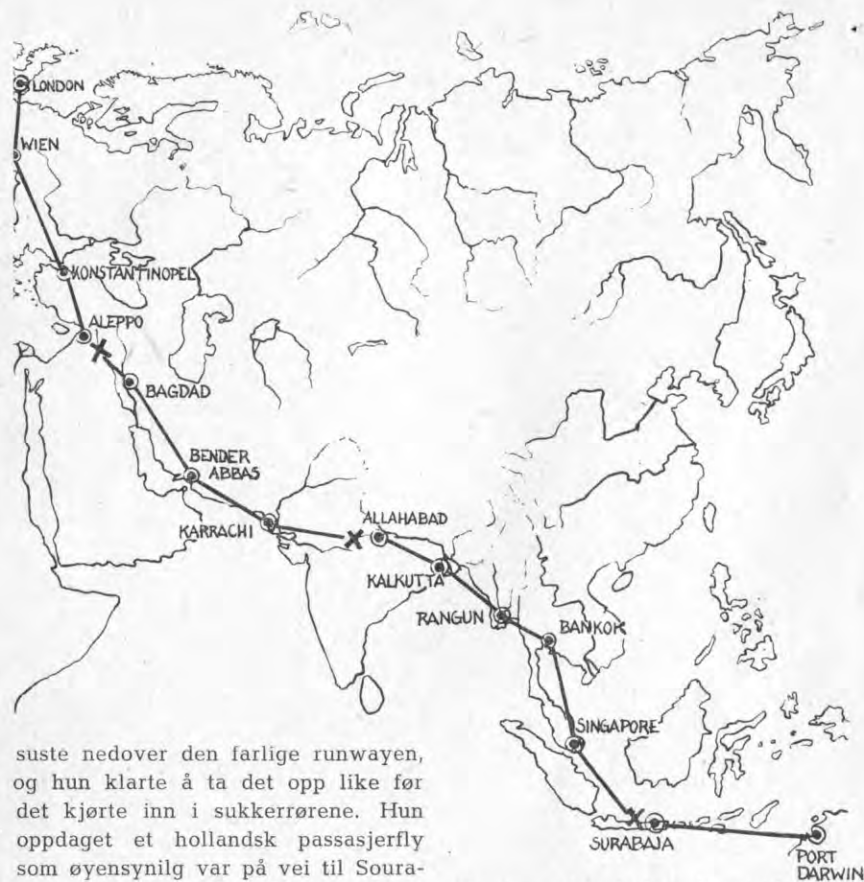 LONDON
WIEN
KONSTANTINOPEL
ALEPPO
BAGDAD
BENDER
ABBAS
KARRACHI
ALLAHABAD
KALKUTTA
RANGUN
BANKOK
SINGAPORE
SURABAJA
PORT
DARWIN
suste nedover den farlige runwayen,
og hun klarte å ta det opp like før
det kjørte inn i sukkerrørene. Hun
oppdaget et hollandsk passasjerfly
som øyensynilg var på vei til Soura-